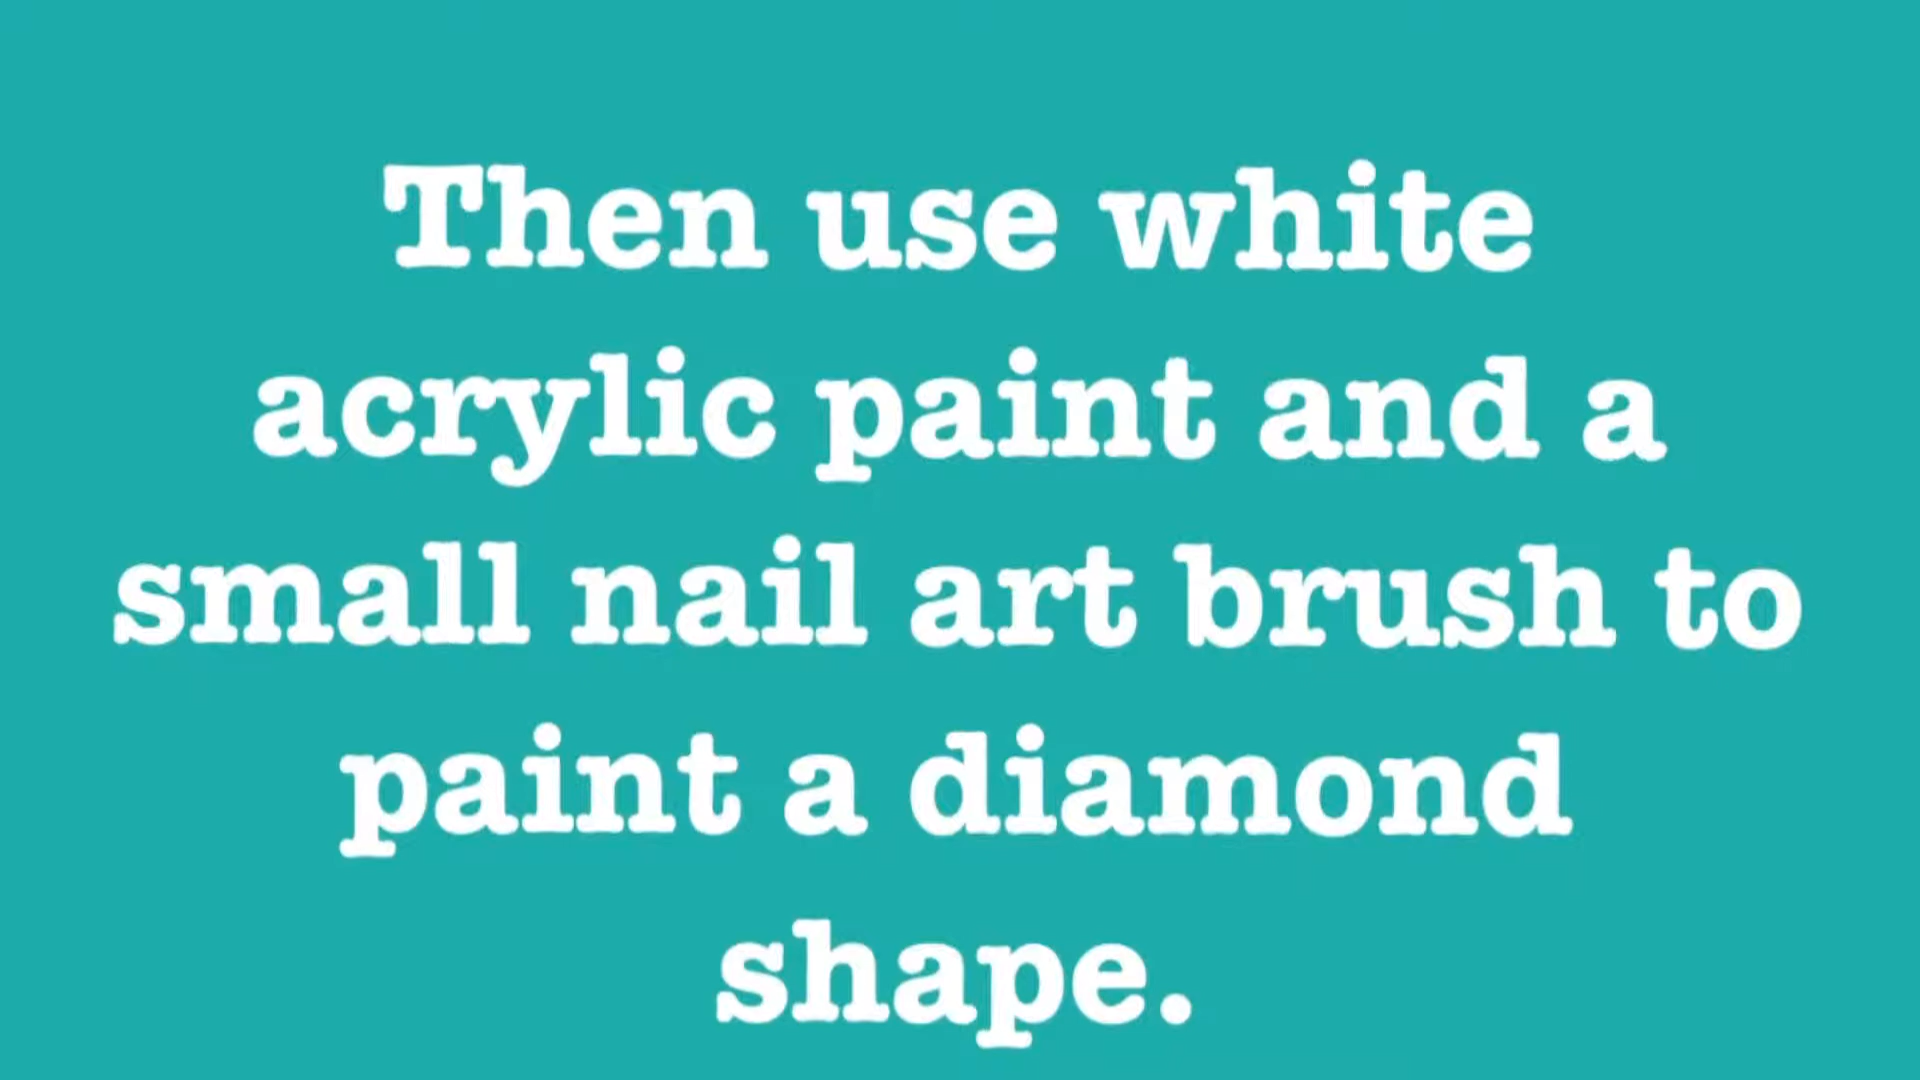 Then use white
acrylic paint and a
small nail art brush to
paint a diamond
shape.